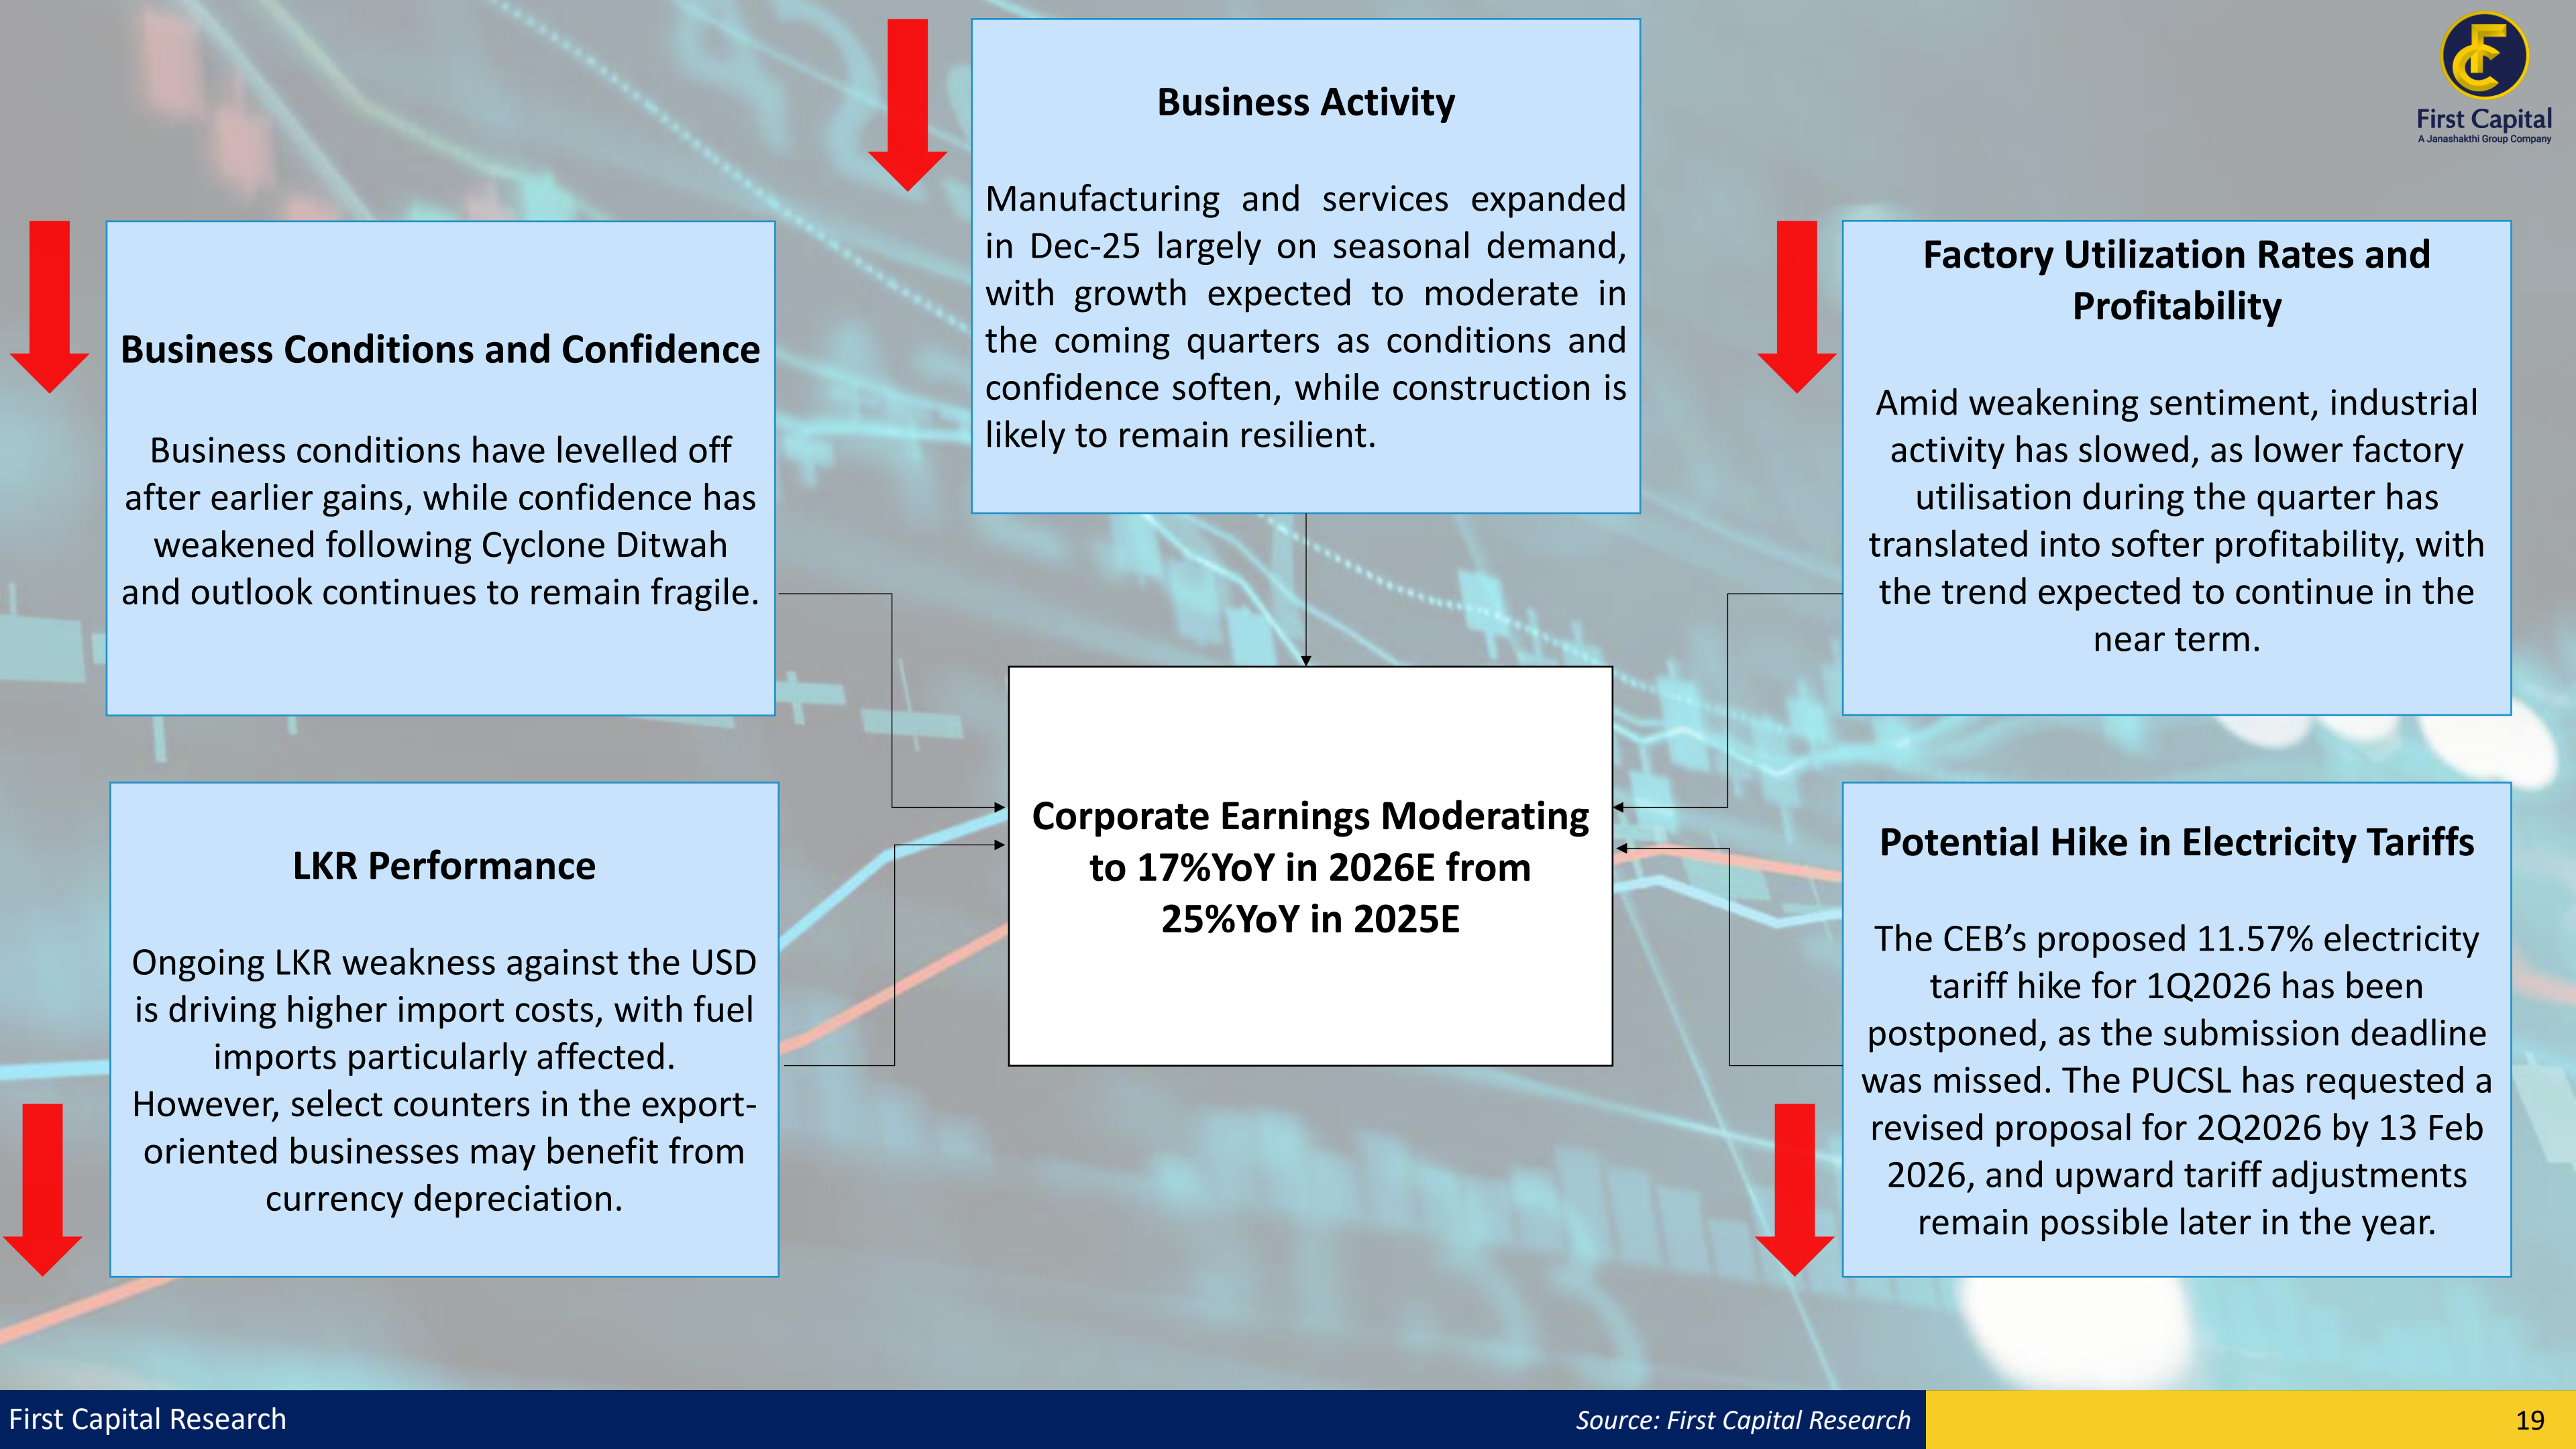 First Capital
A Janashakthi Group Company
Business Activity
Manufacturing and services expanded
in Dec-25 largely on seasonal demand,
with growth expected to moderate in
the coming quarters as conditions and
confidence soften, while construction is
likely to remain resilient.
Business Conditions and Confidence
Business conditions have levelled off
after earlier gains, while confidence has
weakened following Cyclone Ditwah
and outlook continues to remain fragile.
Factory Utilization Rates and
Profitability
Amid weakening sentiment, industrial
activity has slowed, as lower factory
utilisation during the quarter has
translated into softer profitability, with
the trend expected to continue in the
near term.
Corporate Earnings Moderating
to 17%YoY in 2026E from
25%YoY in 2025E
LKR Performance
Ongoing LKR weakness against the USD
is driving higher import costs, with fuel
imports particularly affected.
However, select counters in the export-
oriented businesses may benefit from
currency depreciation.
Potential Hike in Electricity Tariffs
The CEB’s proposed 11.57% electricity
tariff hike for 1Q2026 has been
postponed, as the submission deadline
was missed. The PUCSL has requested a
revised proposal for 2Q2026 by 13 Feb
2026, and upward tariff adjustments
remain possible later in the year.
First Capital Research
Source: First Capital Research
19